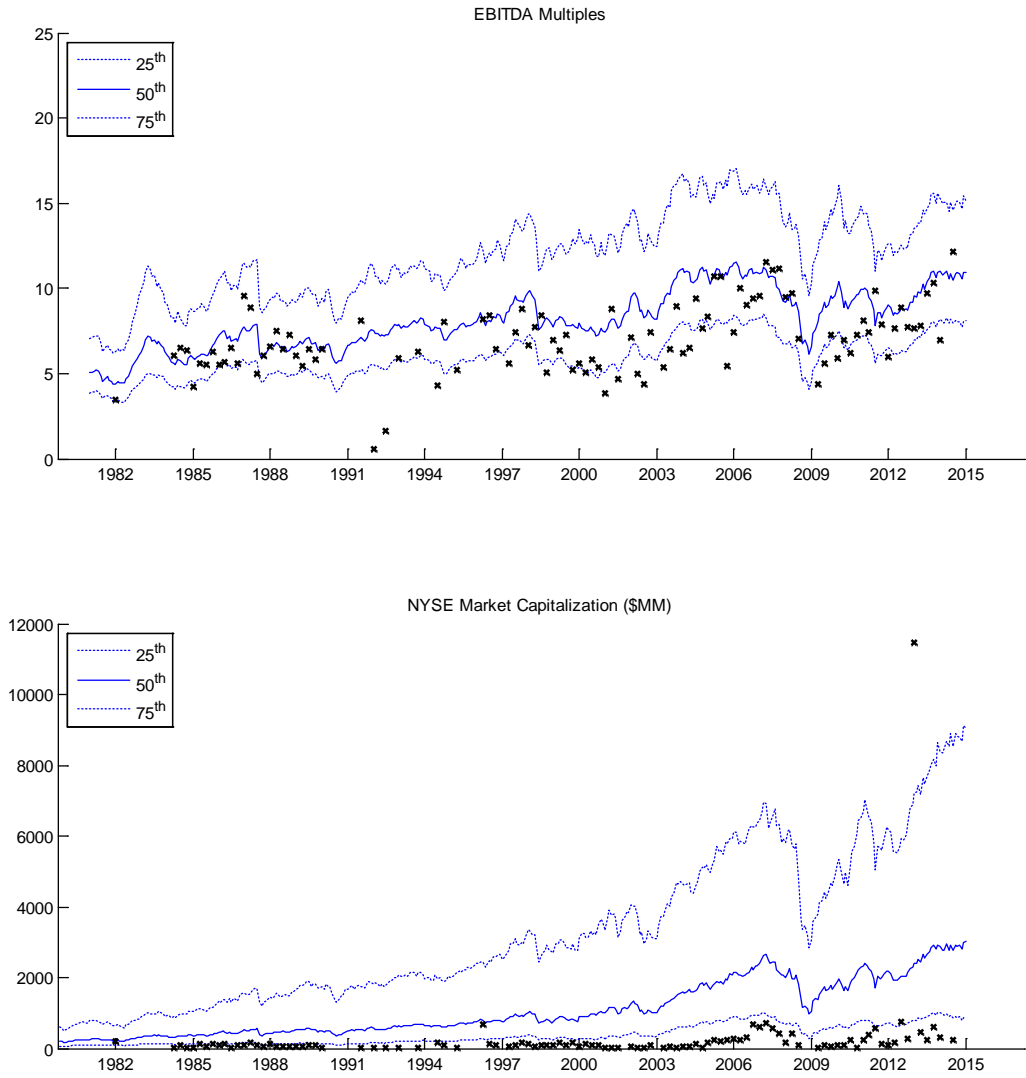 EBITDA Multiples
25
20
15
10
5
0
25th
50th
75th
1982 1985 1988 1991 1994 1997 2000 2003 2006 2009 2012 2015
NYSE Market Capitalization ($MM)
12000
10000
8000
6000
4000
2000
0
25th
50th
75th
1982 1985 1988 1991 1994 1997 2000 2003 2006 2009 2012 2015